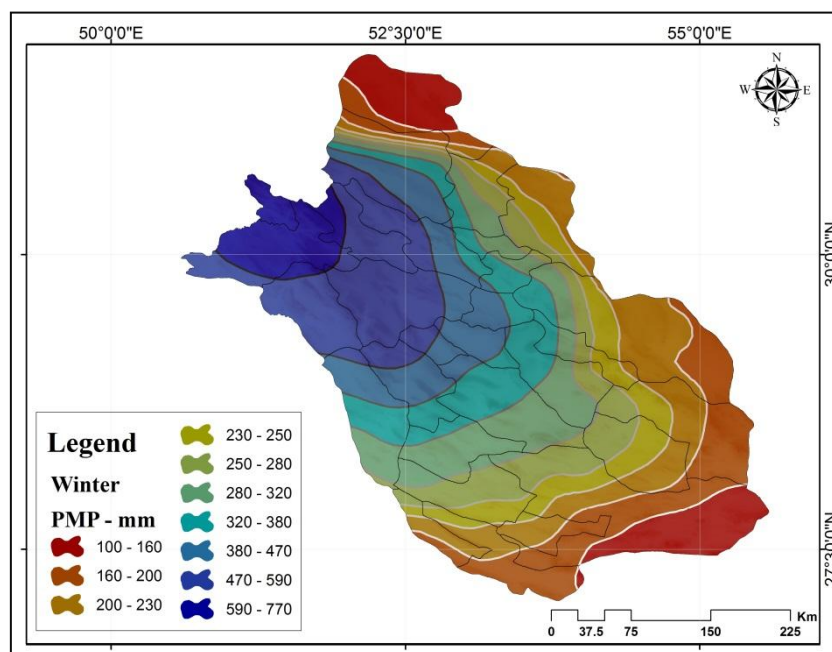 50°0'0"E 52°30'0"E 55°0'0"E
N
W E
S
30°0'0"N
27°30'0"N
Legend
Winter
PMP - mm
100 - 160
160 - 200
200 - 230
230 - 250
250 - 280
280 - 320
320 - 380
380 - 470
470 - 590
590 - 770
Km
0 37.5 75 150 225